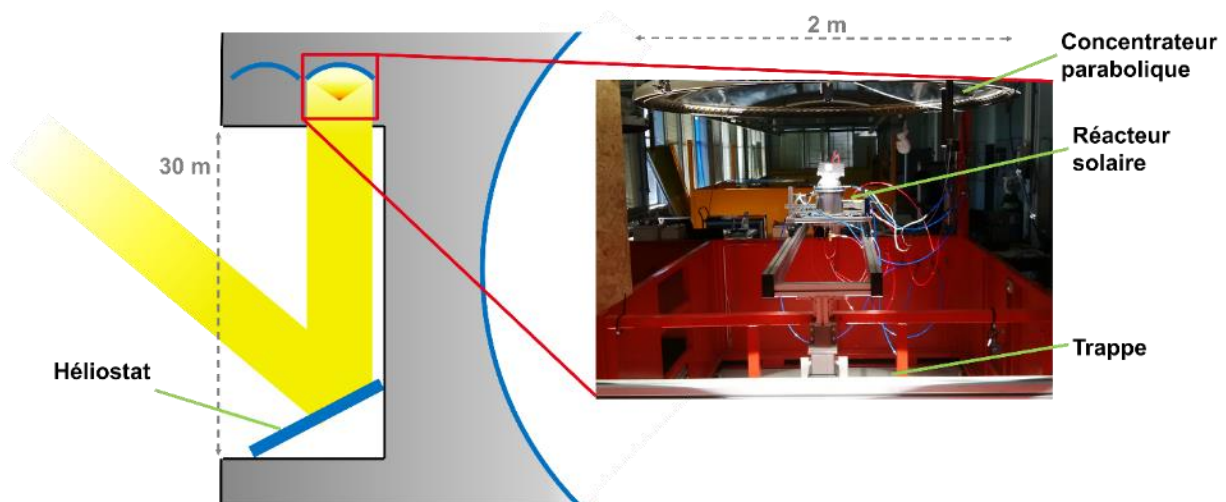 2 m
Concentrateur
parabolique
30 m
Réacteur
solaire
Trappe
Héliostat